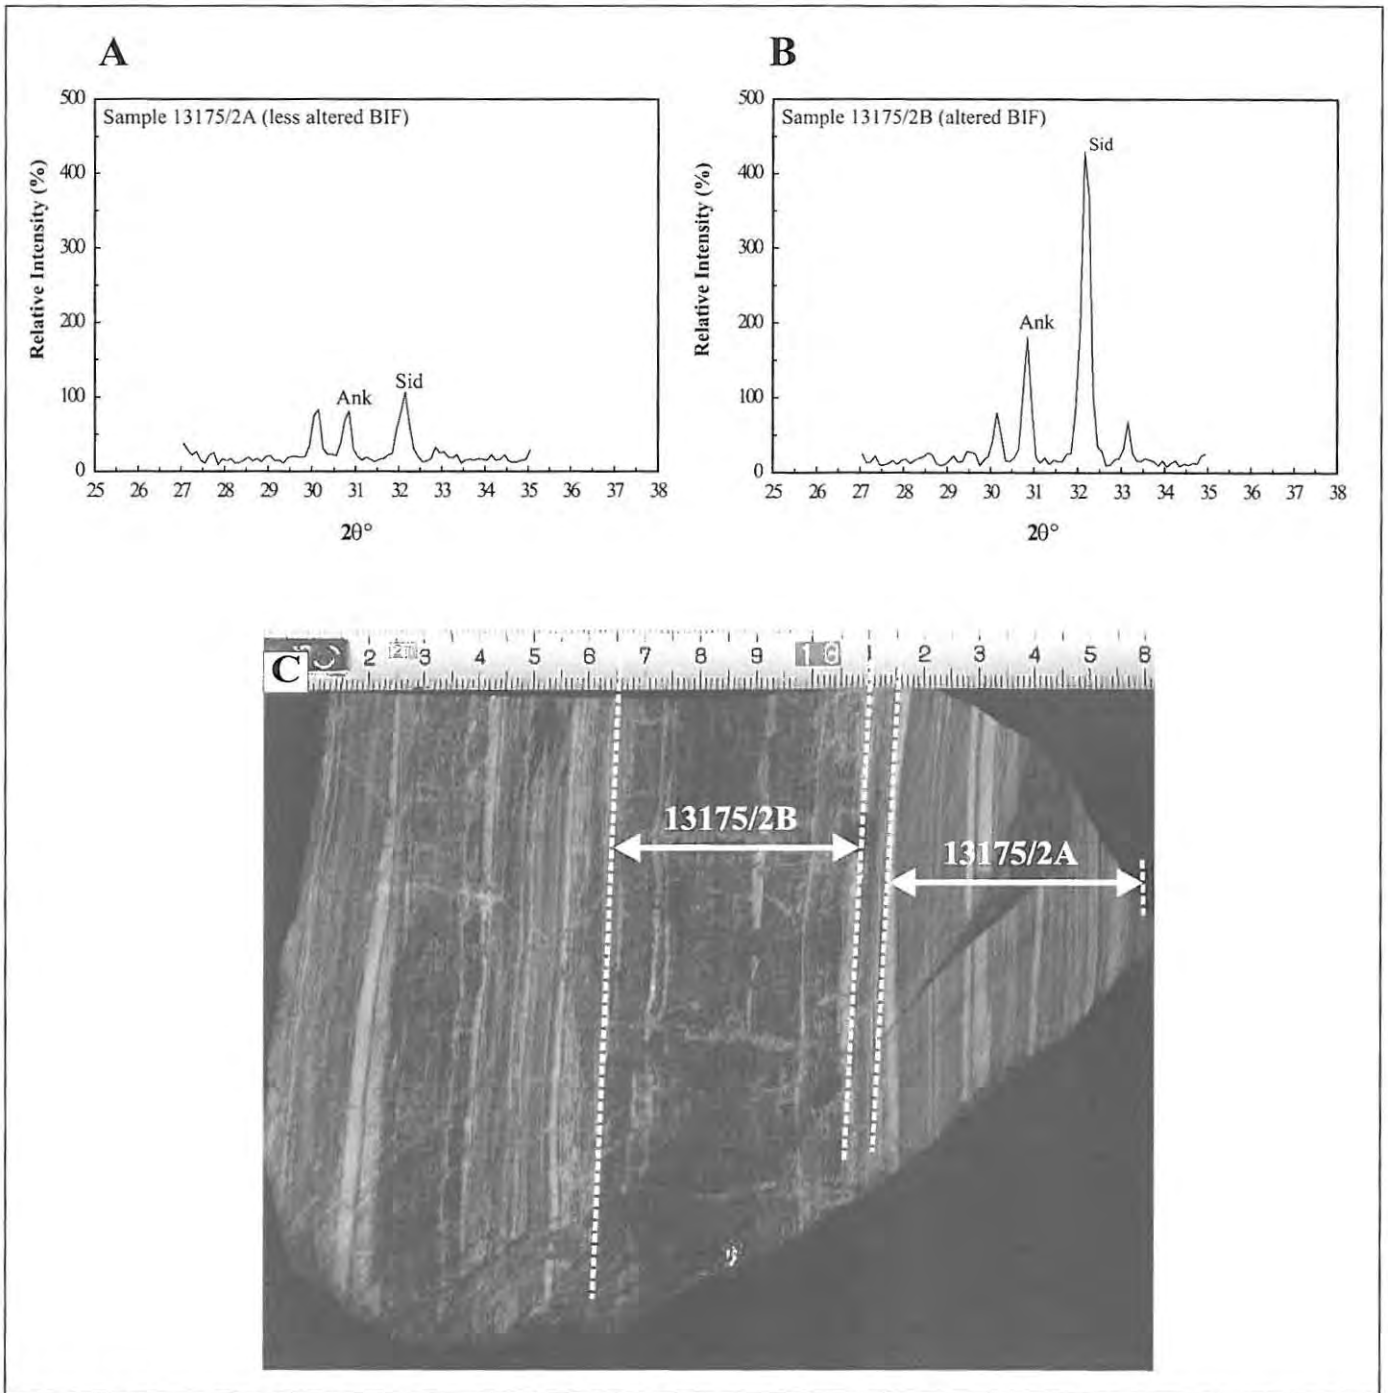 A
B
500
Sample 13175/2A (less altered BIF)
400
300
200
100
0
Relative Intensity (%)
Ank
Sid
25 26 27 28 29 30 31 32 33 34 35 36 37 38
2θ°
500
Sample 13175/2B (altered BIF)
400
300
200
100
0
Relative Intensity (%)
Ank
Sid
25 26 27 28 29 30 31 32 33 34 35 36 37 38
2θ°
C
2 3 4 5 6 7 8 9 10 1 2 3 4 5 6
13175/2B
13175/2A